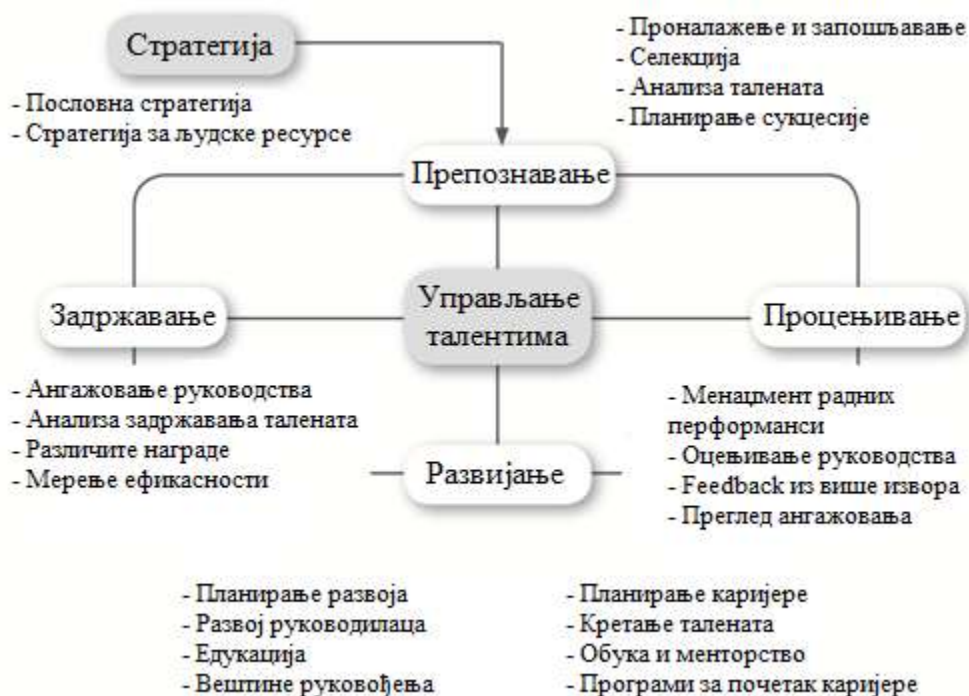 Стратегија
- Пословна стратегија
- Стратегија за људске ресурсе
- Проналажење и запошљавање
- Селекција
- Анализа талената
- Планирање сукцесије
Препознавање
Задржавање
Управљање
талентима
Процењивање
- Ангажовање руководства
- Анализа задржавања талената
- Различите награде
- Мерење ефикасности
- Менаџмент радних
перформанси
- Оцењивање руководства
- Feedback из више извора
- Преглед ангажовања
Развијање
- Планирање развоја
- Развој руководилаца
- Едукација
- Вештине руковођења
- Планирање каријере
- Кретање талената
- Обука и менторство
- Програми за почетак каријере